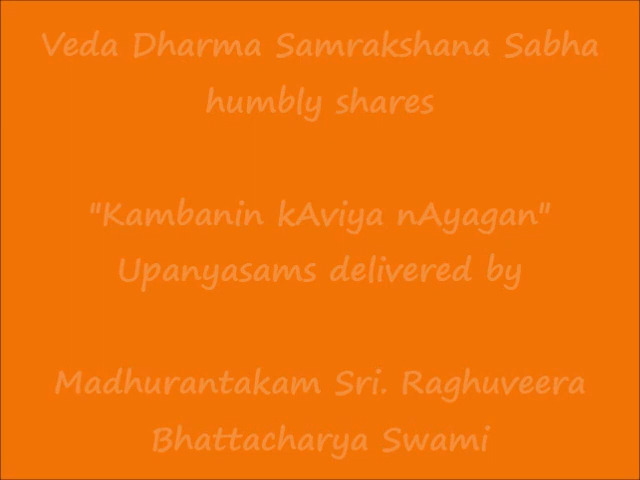 Veda Dharma Samrakshana Sabha
humbly shares
"Kambanin kAviya nAyagan"
Upanyasams delivered by
Madhurantakam Sri. Raghuveera
Bhattacharya Swami